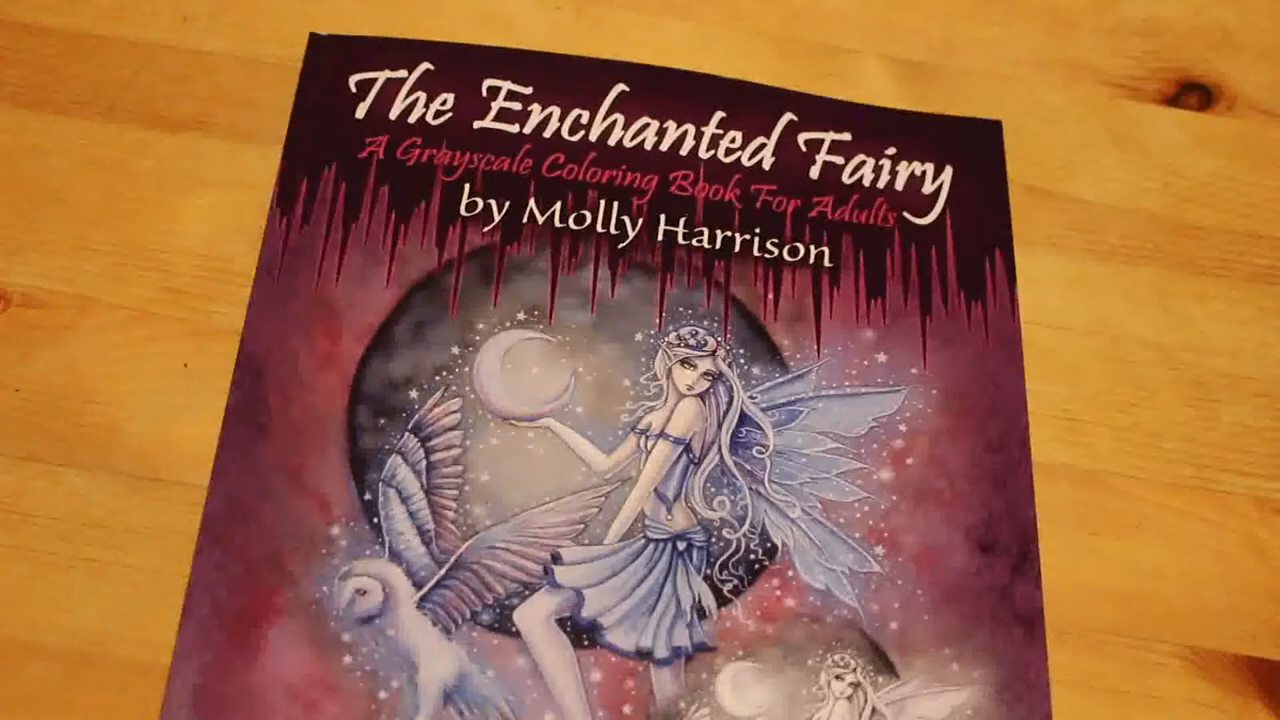 The Enchanted Fairy
A Grayscale Coloring Book For Adults
by Molly Harrison